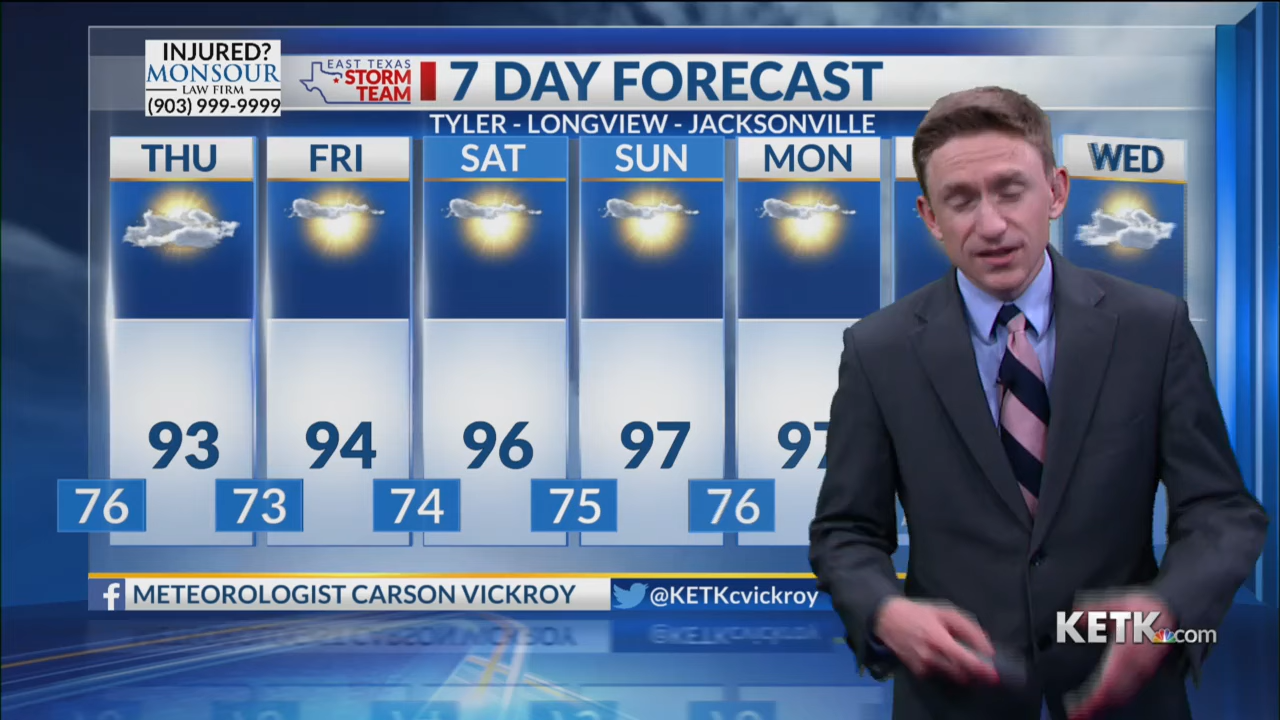 INJURED?
MONSOUR
LAW FIRM
(903) 999-9999
EAST TEXAS
STORM
TEAM
7 DAY FORECAST
TYLER - LONGVIEW - JACKSONVILLE
THU FRI SAT SUN MON WED
93 94 96 97 97
76 73 74 75 76
METEOROLOGIST CARSON VICKROY @KETKcvickroy
KETK.com